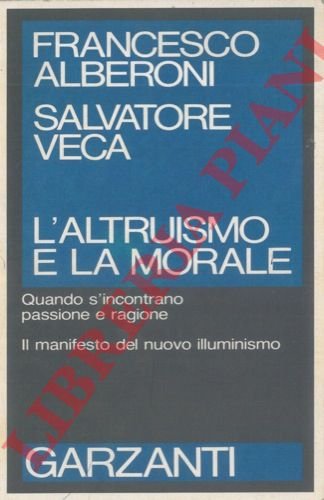 FRANCESCO
ALBERONI
SALVATORE
VECA
L'ALTRUISMO
E LA MORALE
Quando s'incontrano
passione e ragione
Il manifesto del nuovo illuminismo
GARZANTI
LIBRERIA PIANI